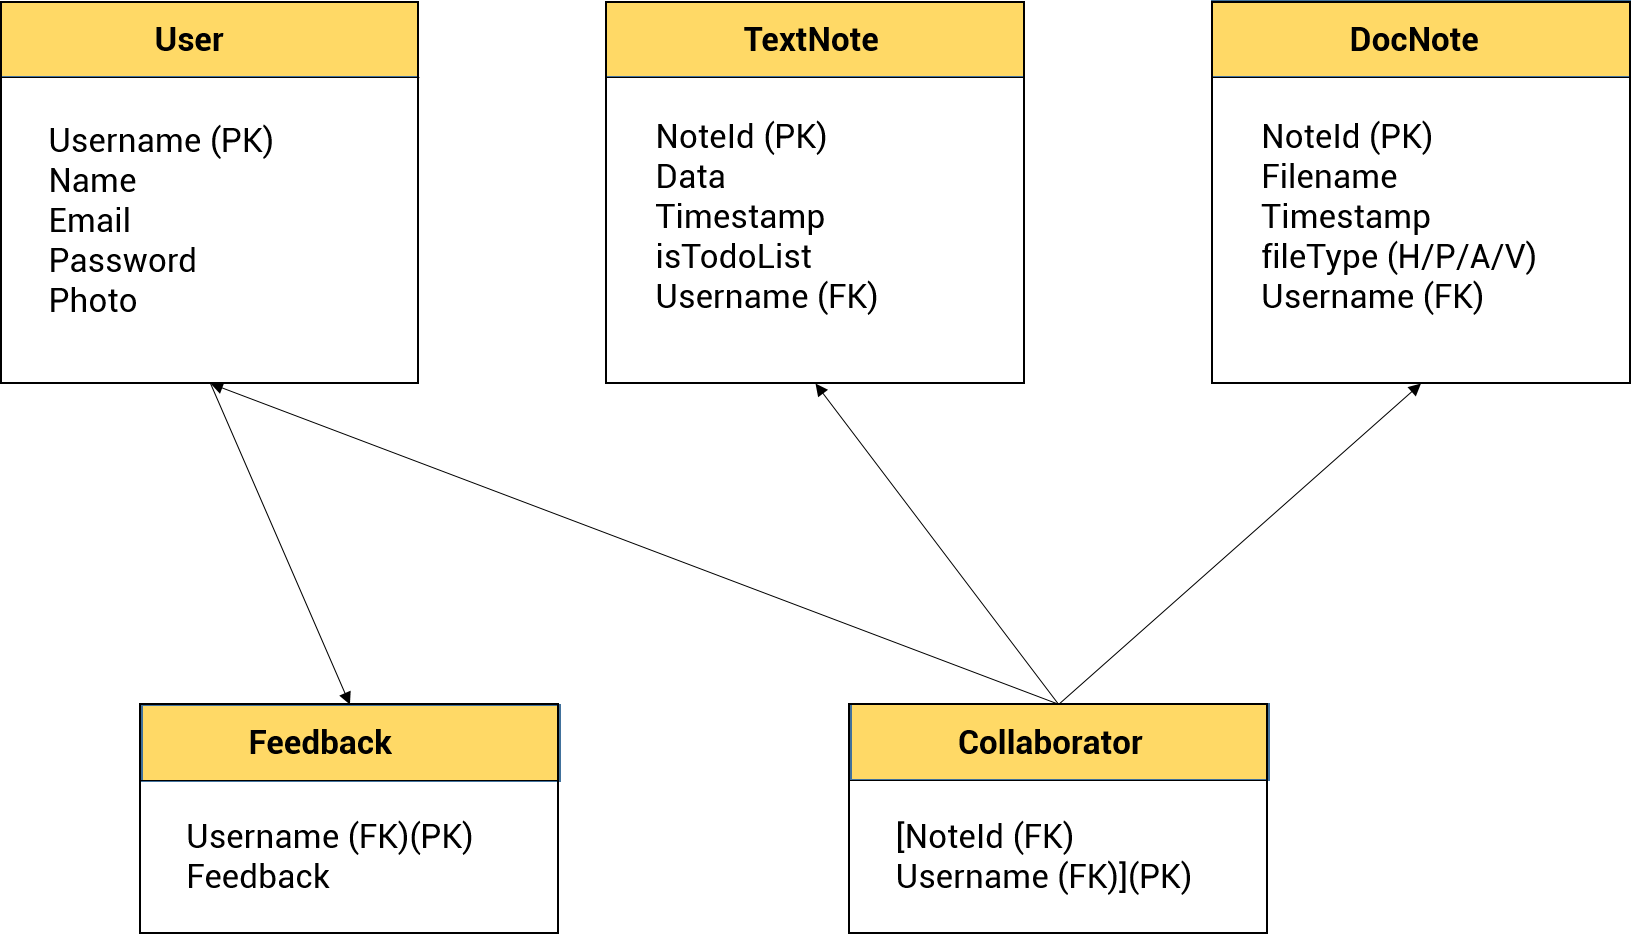 User
Username (PK)
Name
Email
Password
Photo
TextNote
NoteId (PK)
Data
Timestamp
isTodoList
Username (FK)
DocNote
NoteId (PK)
Filename
Timestamp
fileType (H/P/A/V)
Username (FK)
Feedback
Username (FK)(PK)
Feedback
Collaborator
[NoteId (FK)
Username (FK)](PK)